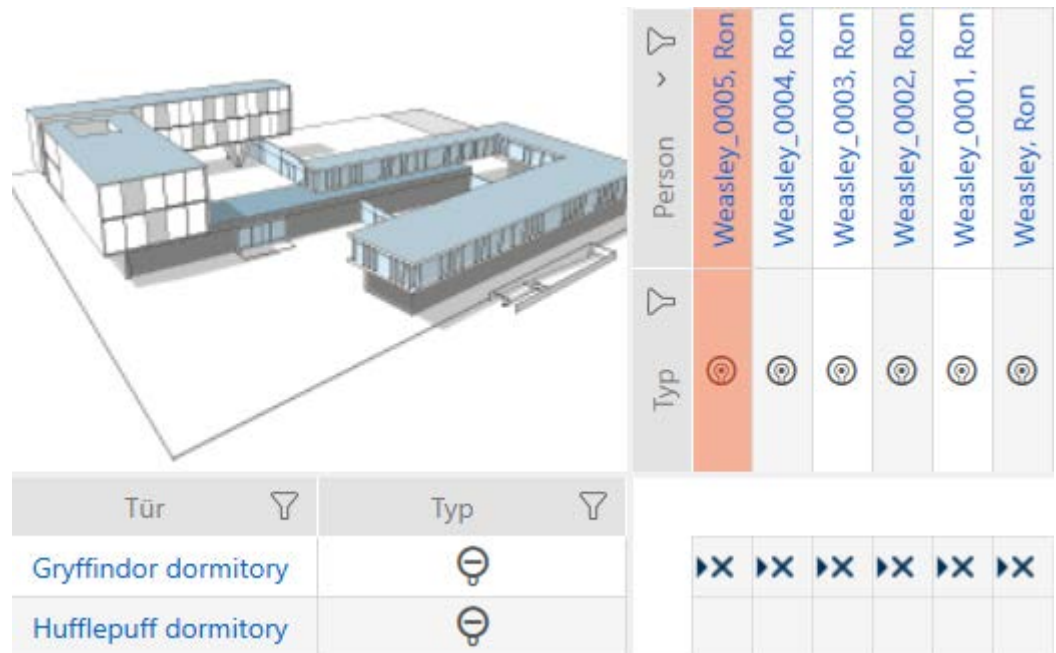 Person
Weasley_0005, Ron
Weasley_0004, Ron
Weasley_0003, Ron
Weasley_0002, Ron
Weasley_0001, Ron
Weasley, Ron
Typ
Tür
Typ
Gryffindor dormitory
Hufflepuff dormitory